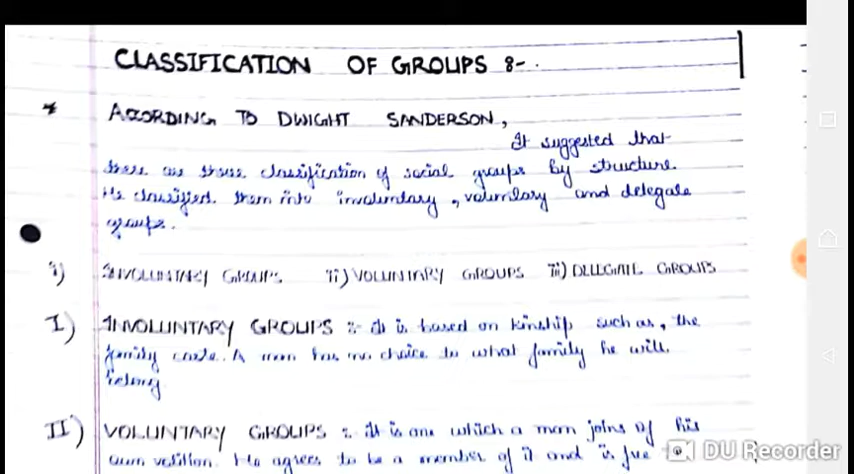 CLASSIFICATION OF GROUPS :-
* ACCORDING TO DWIGHT SANDERSON,
It suggested that
there are three classification of social groups by structure.
He classified them into involuntary, voluntary and delegate
groups.
i) INVOLUNTARY GROUPS ii) VOLUNTARY GROUPS iii) DELEGATE GROUPS
I) INVOLUNTARY GROUPS :- It is based on kinship such as, the
family caste. A man has no choice to what family he will
belong
II) VOLUNTARY GROUPS :- It is one which a man joins of his
own volition. He agrees to be a member of it and is free
DU Recorder